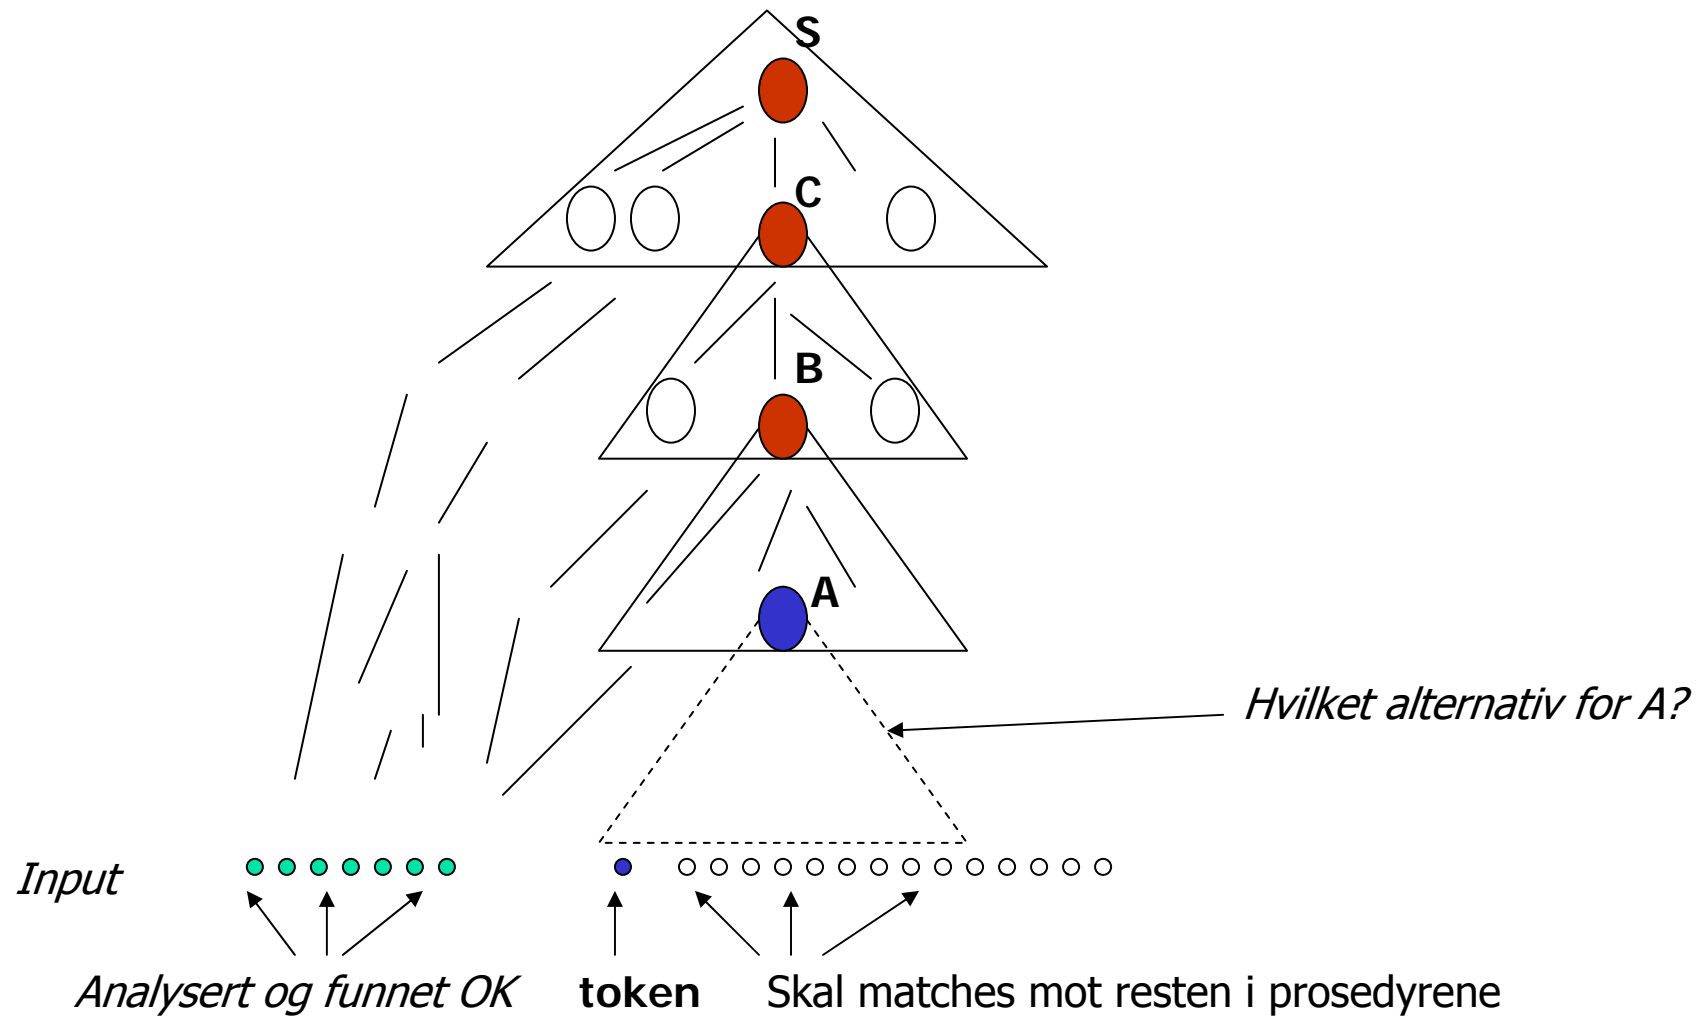 S
C
B
A
Hvilket alternativ for A?
Input
Analysert og funnet OK
token
Skal matches mot resten i prosedyrene